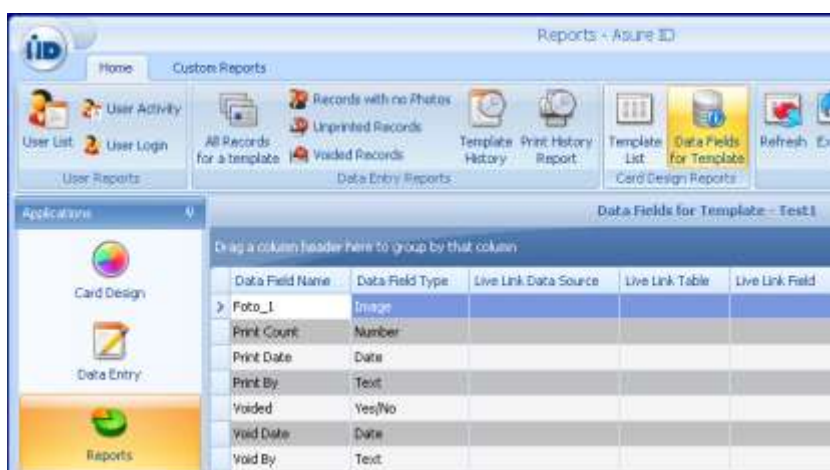 Reports - Asure ID
iID
Home Custom Reports
User List
User Activity
User Login
User Reports
All Records
for a template
Records with no Photos
Unprinted Records
Voided Records
Template
History
Print History
Report
Data Entry Reports
Template
List
Data Fields
for Template
Card Design Reports
Refresh
Applications
Data Fields for Template - Test1
Drag a column header here to group by that column
Card Design
Data Entry
Reports
Data Field Name Data Field Type Live Link Data Source Live Link Table Live Link Field
Foto_1 Image
Print Count Number
Print Date Date
Print By Text
Voided Yes/No
Void Date Date
Void By Text